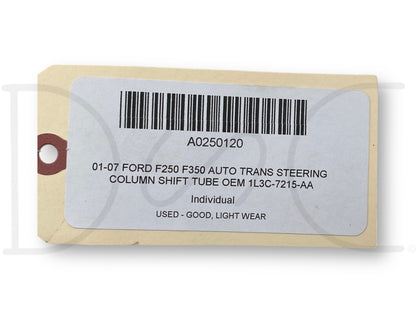 A0250120
01-07 FORD F250 F350 AUTO TRANS STEERING
COLUMN SHIFT TUBE OEM 1L3C-7215-AA
Individual
USED - GOOD, LIGHT WEAR